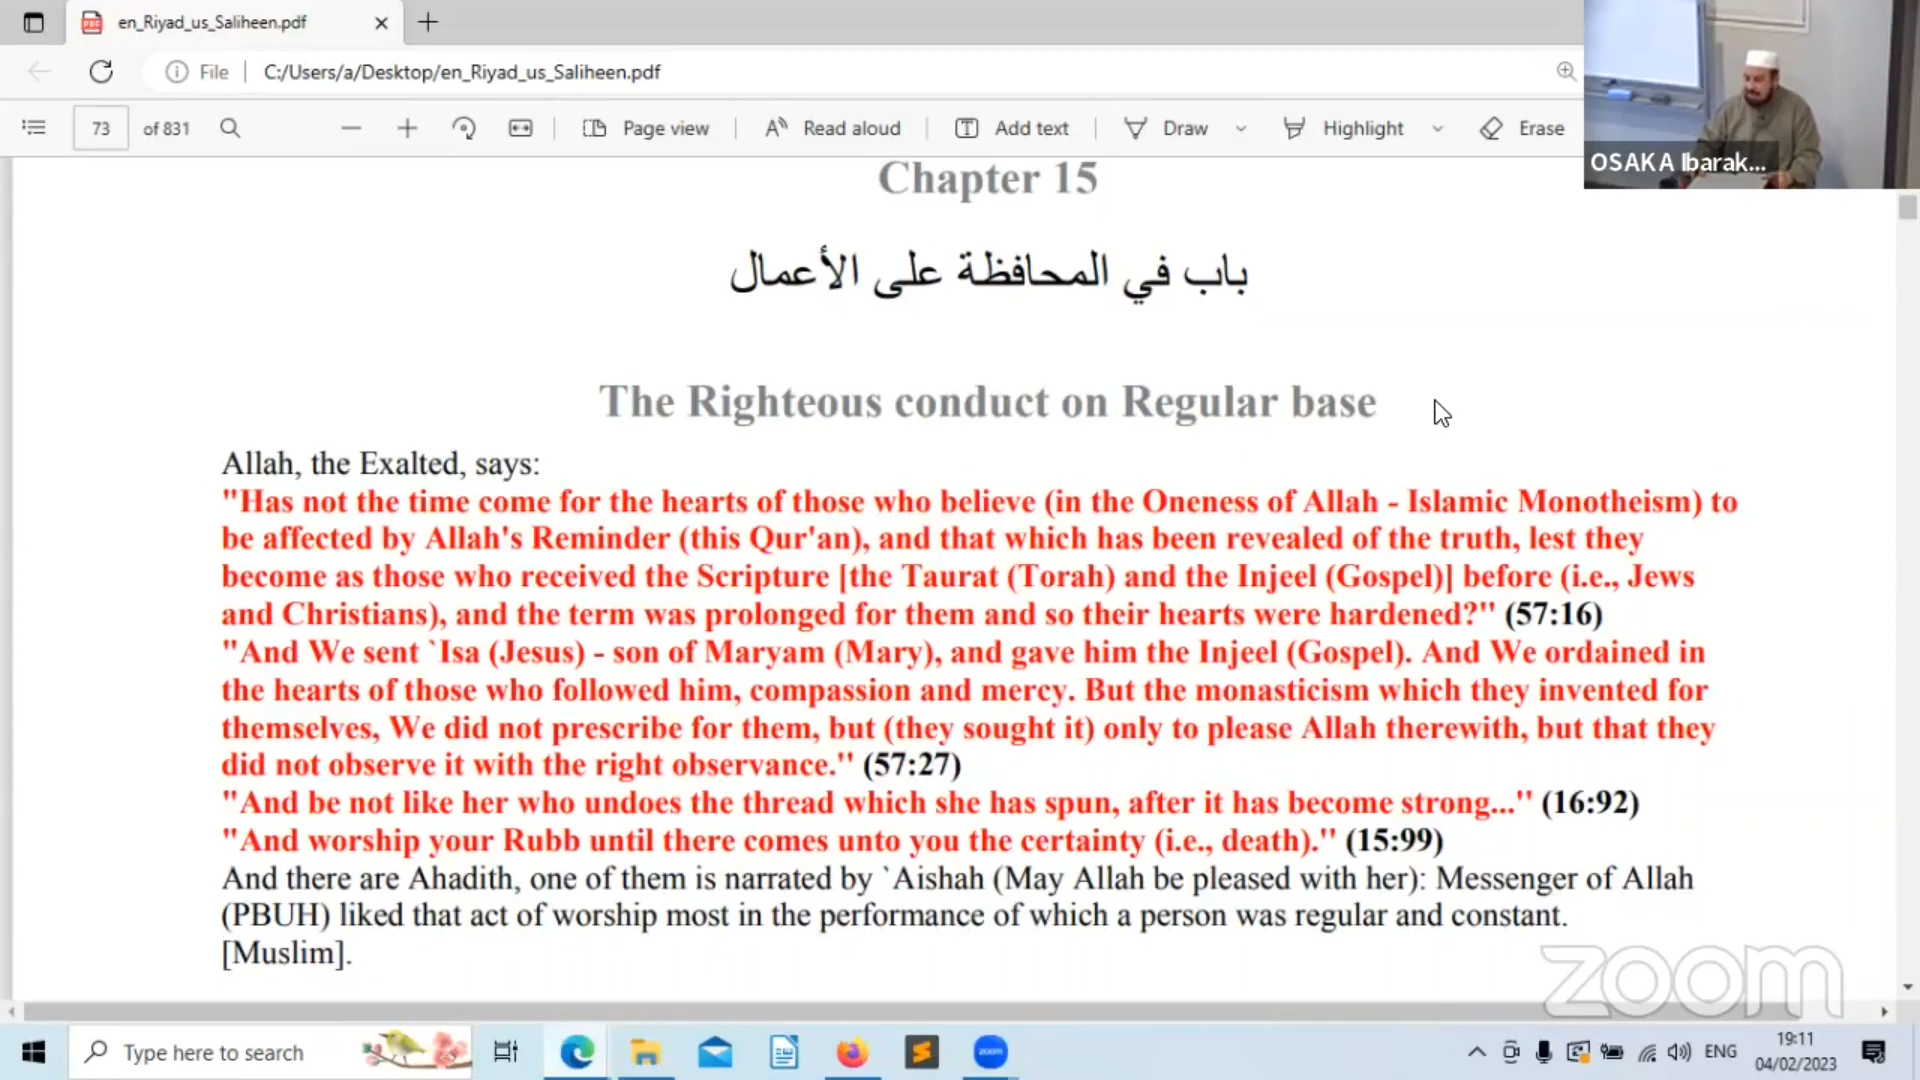 en_Riyad_us_Saliheen.pdf
File
C:/Users/a/Desktop/en_Riyad_us_Saliheen.pdf
73 of 831
Page view
Read aloud
Add text
Draw
Highlight
Erase
OSAKA Ibarak...
Chapter 15
باب في المحافظة على الأعمال
The Righteous conduct on Regular base
Allah, the Exalted, says:
"Has not the time come for the hearts of those who believe (in the Oneness of Allah - Islamic Monotheism) to
be affected by Allah's Reminder (this Qur'an), and that which has been revealed of the truth, lest they
become as those who received the Scripture [the Taurat (Torah) and the Injeel (Gospel)] before (i.e., Jews
and Christians), and the term was prolonged for them and so their hearts were hardened?" (57:16)
"And We sent `Isa (Jesus) - son of Maryam (Mary), and gave him the Injeel (Gospel). And We ordained in
the hearts of those who followed him, compassion and mercy. But the monasticism which they invented for
themselves, We did not prescribe for them, but (they sought it) only to please Allah therewith, but that they
did not observe it with the right observance." (57:27)
"And be not like her who undoes the thread which she has spun, after it has become strong..." (16:92)
"And worship your Rubb until there comes unto you the certainty (i.e., death)." (15:99)
And there are Ahadith, one of them is narrated by `Aishah (May Allah be pleased with her): Messenger of Allah
(PBUH) liked that act of worship most in the performance of which a person was regular and constant.
[Muslim].
zoom
Type here to search
zoom
ENG
19:11
04/02/2023